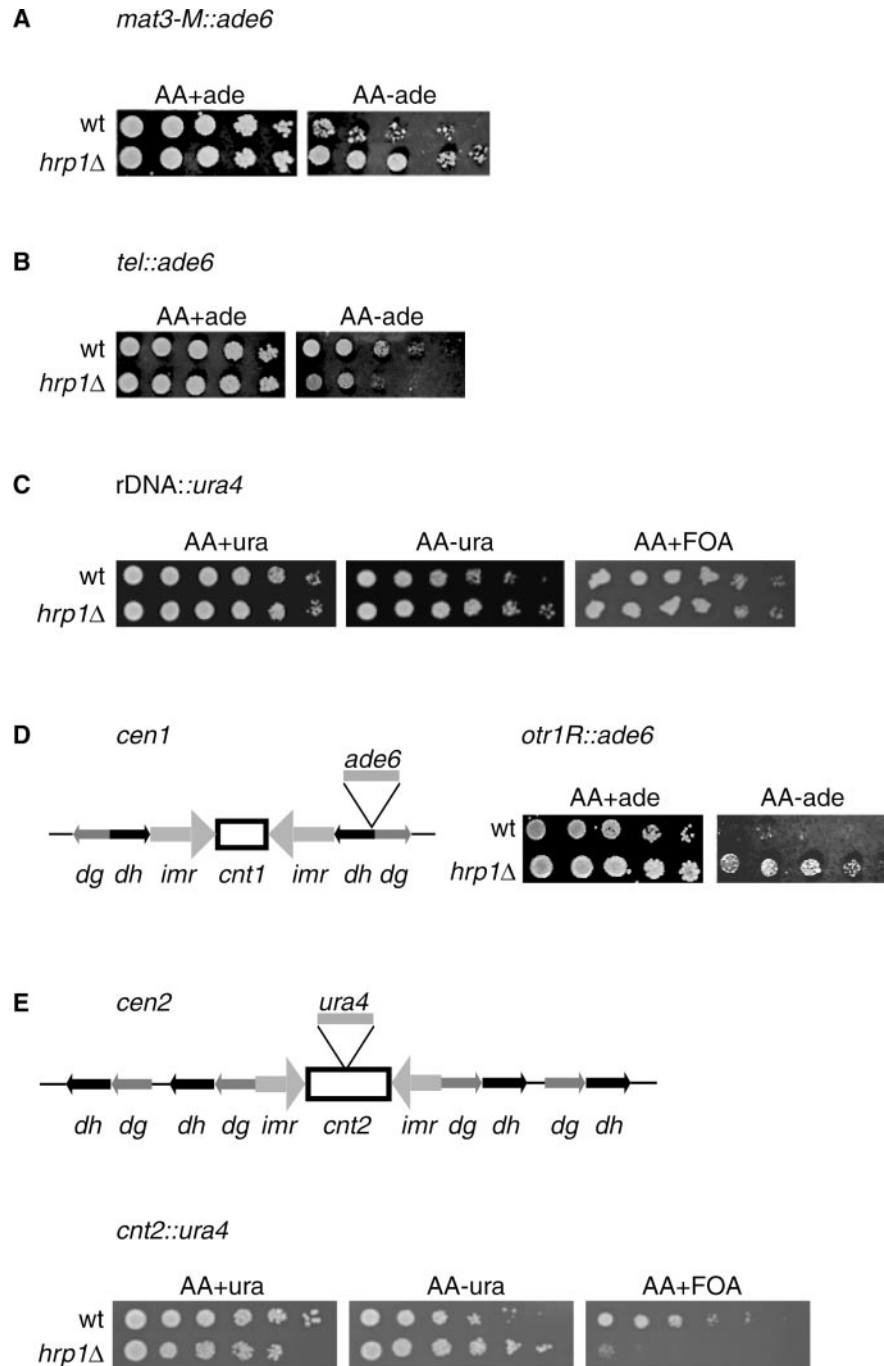 A mat3-M::ade6
AA+ade AA-ade
wt
hrp1Δ
B tel::ade6
AA+ade AA-ade
wt
hrp1Δ
C rDNA::ura4
AA+ura AA-ura AA+FOA
wt
hrp1Δ
D cen1 otr1R::ade6
ade6
AA+ade AA-ade
wt
hrp1Δ
dg dh imr cnt1 imr dh dg
E cen2
ura4
dh dg dh dg imr cnt2 imr dg dh dg dh
cnt2::ura4
AA+ura AA-ura AA+FOA
wt
hrp1Δ